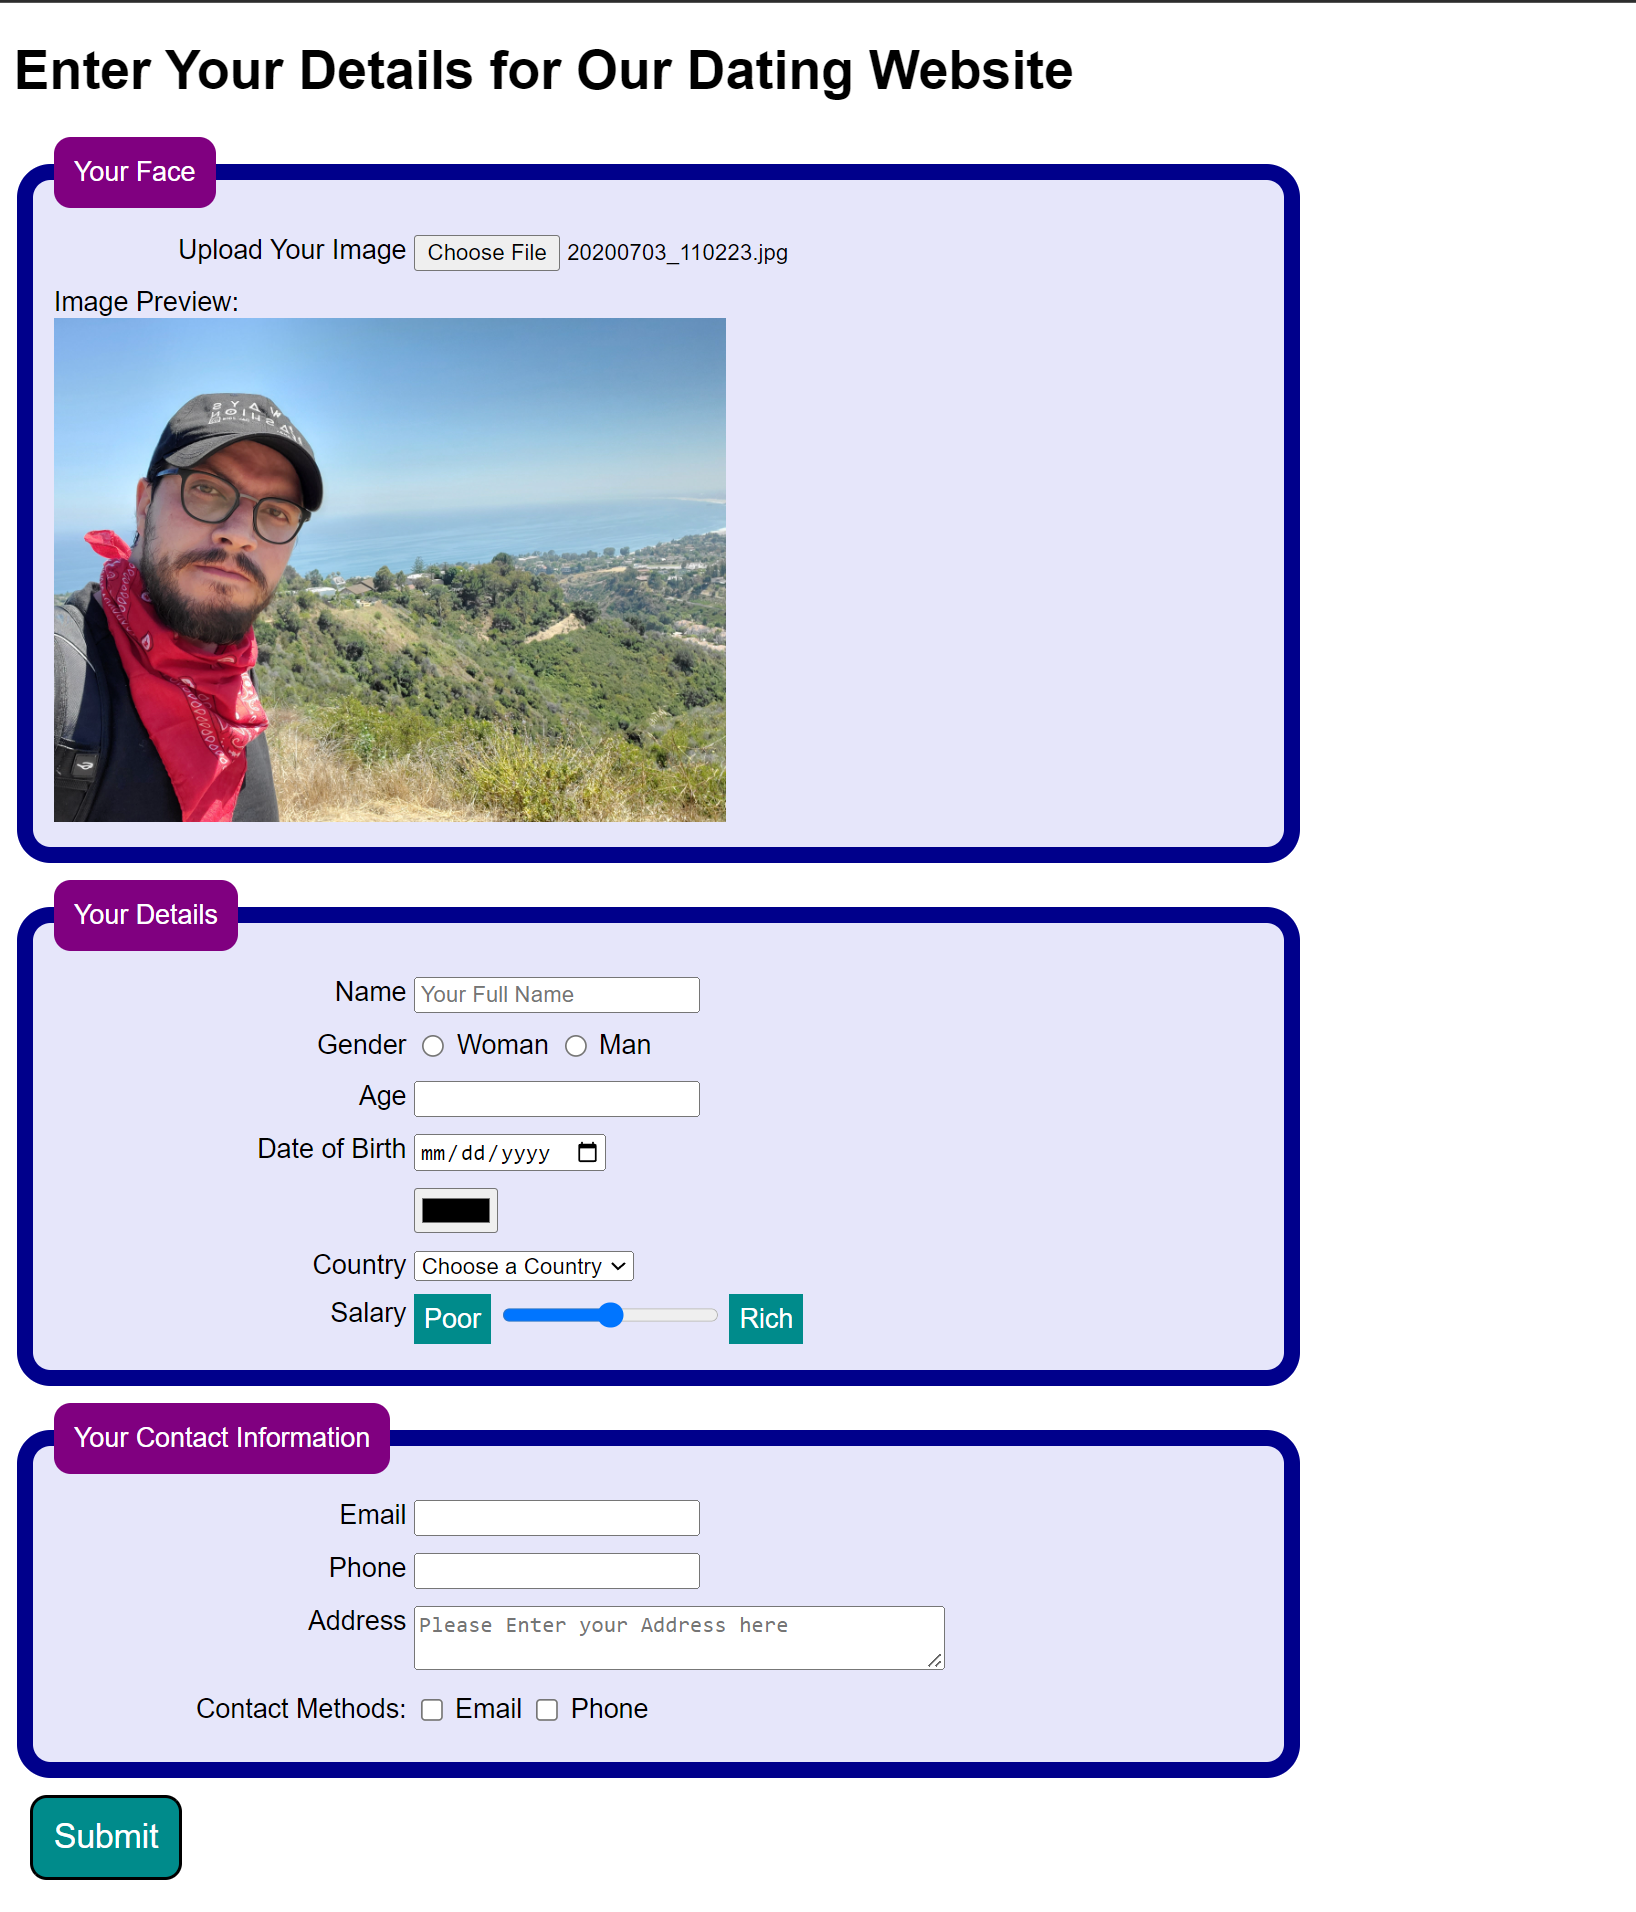 Enter Your Details for Our Dating Website
Your Face
Upload Your Image Choose File 20200703_110223.jpg
Image Preview:
Your Details
Name Your Full Name
Gender Woman Man
Age
Date of Birth mm/dd/yyyy
Country Choose a Country
Salary Poor Rich
Your Contact Information
Email
Phone
Address Please Enter your Address here
Contact Methods: Email Phone
Submit